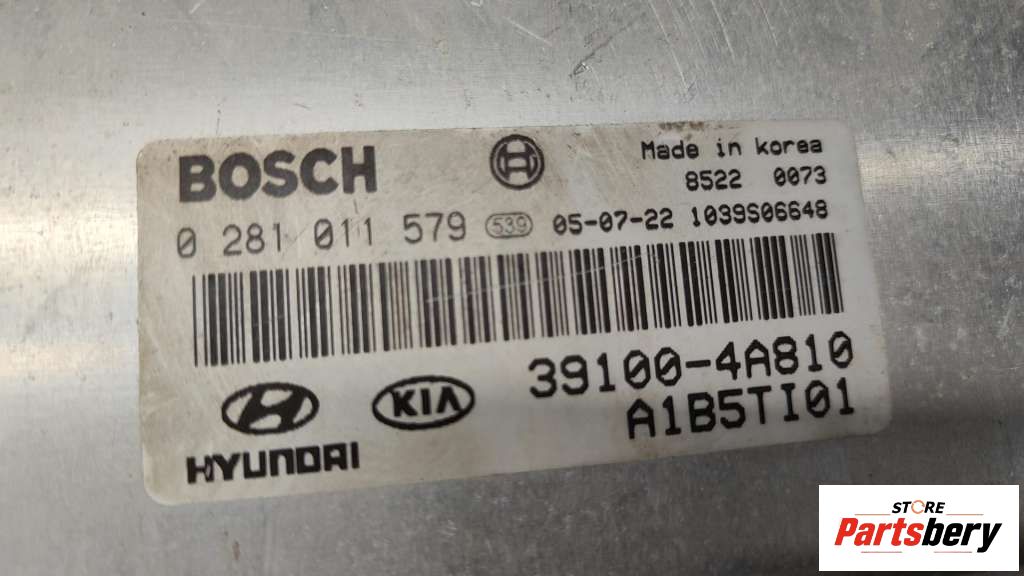 BOSCH
Made in korea
8522 0073
0 281 011 579 539 05-07-22 1039S06648
39100-4A810
A1B5TI01
KIA
HYUNDAI
STORE
Partsbery